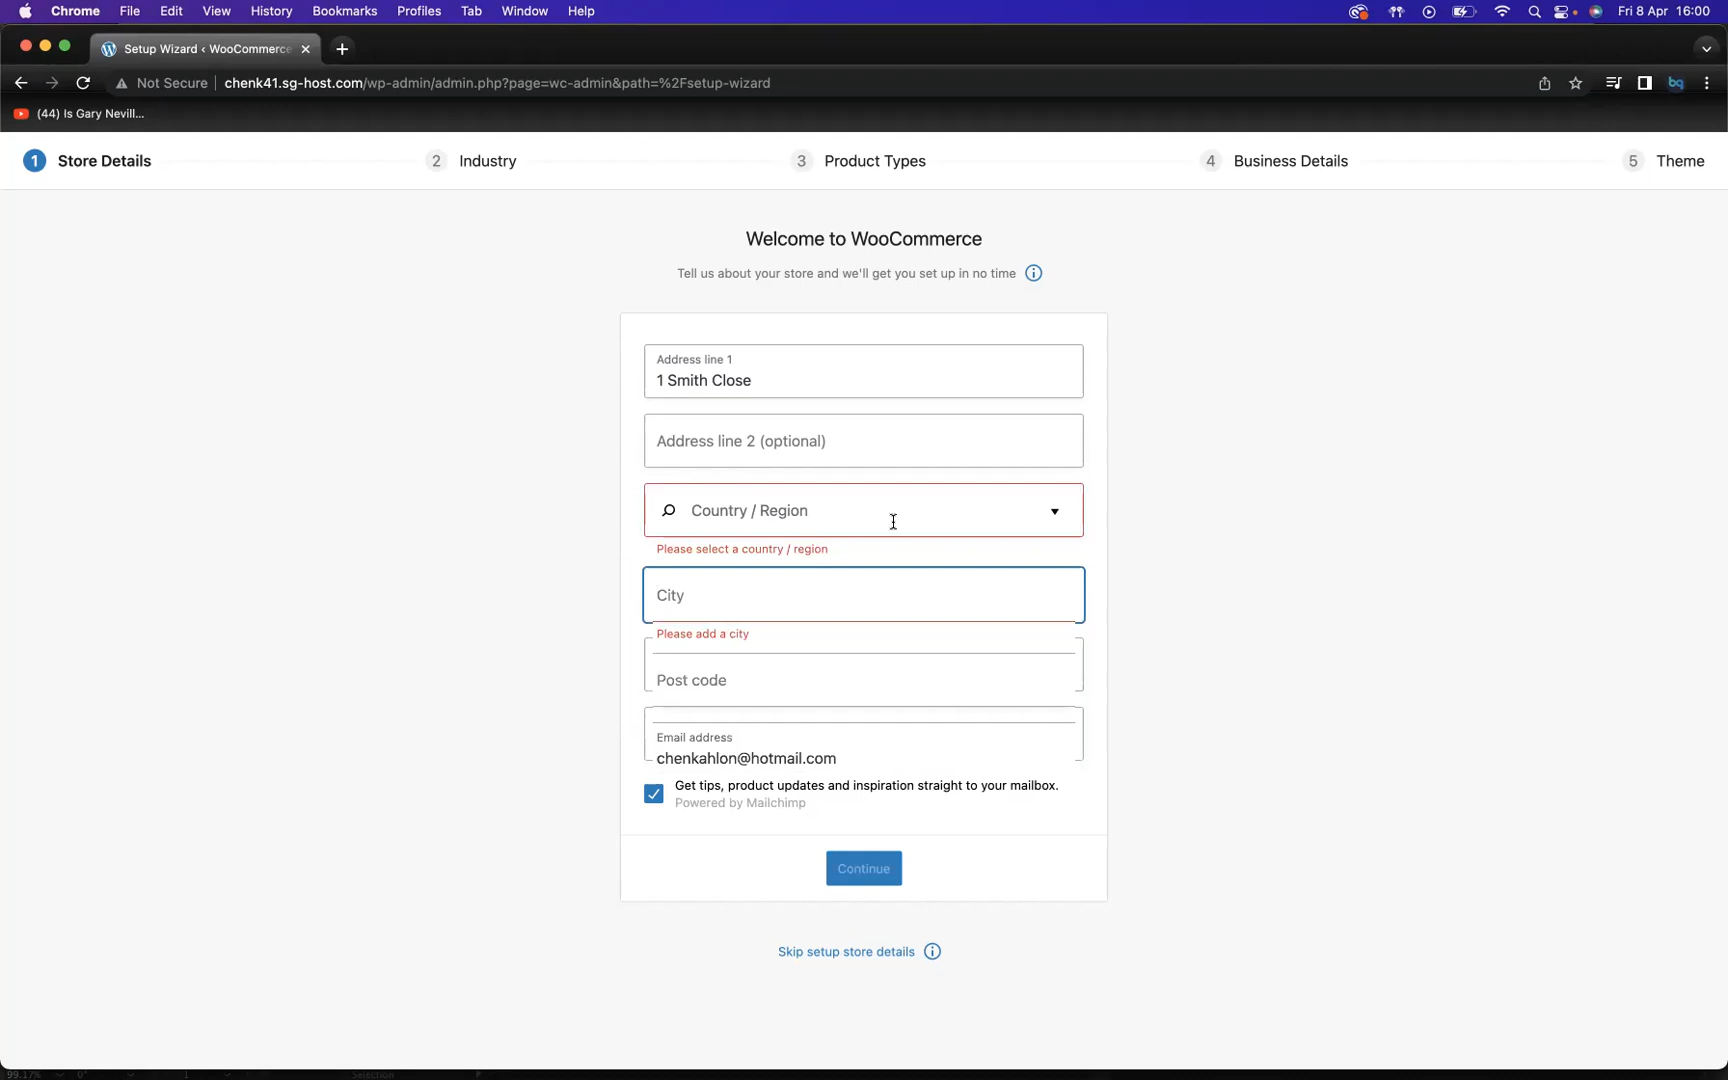 Chrome File Edit View History Bookmarks Profiles Tab Window Help Fri 8 Apr 16:00
Setup Wizard ‹ WooCommerce
Not Secure chenk41.sg-host.com/wp-admin/admin.php?page=wc-admin&path=%2Fsetup-wizard
(44) Is Gary Nevill...
1 Store Details 2 Industry 3 Product Types 4 Business Details 5 Theme
Welcome to WooCommerce
Tell us about your store and we'll get you set up in no time
Address line 1
1 Smith Close
Address line 2 (optional)
Country / Region
Please select a country / region
City
Please add a city
Post code
Email address
chenkahlon@hotmail.com
Get tips, product updates and inspiration straight to your mailbox.
Powered by Mailchimp
Continue
Skip setup store details
99.17% 0° 1 Selection